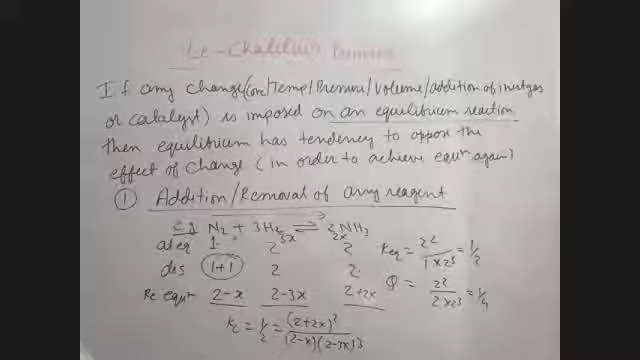 Le-Chatelier's
If any change (Conc/Temp/Pressure/Volume/addition of inert gas
or catalyst) is imposed on an equilibrium reaction
then equilibrium has tendency to oppose the
effect of change (in order to achieve equm again)
① Addition/Removal of any reagent
e.g N₂ + 3H₂ ⇌ 2NH₃
3x 2x
at eq 1 2 2 Keq = 2²/1×2³ = 1/2
dis 1+1 2 2 Q = 2²/2×2³ = 1/4
Re equm 2-x 2-3x 2+2x
Kc = 1/2 = (2+2x)²/(2-x)(2-3x)³